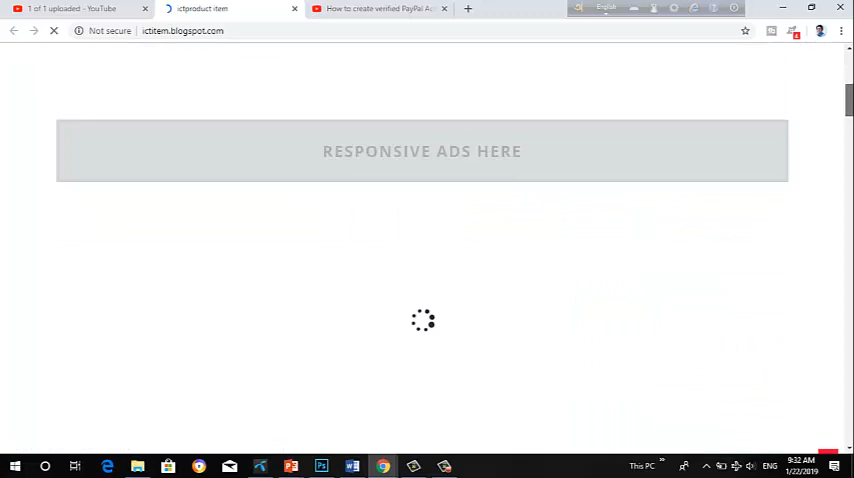 1 of 1 uploaded - YouTube
ictproduct item
How to create verified PayPal Ac
English
Not secure
ictitem.blogspot.com
RESPONSIVE ADS HERE
This PC
ENG
9:32 AM
1/22/2019